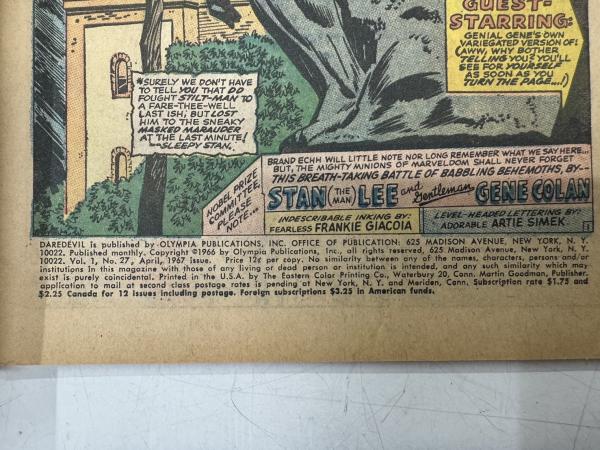 GUEST-
STARRING:
GENIAL GENE'S OWN
VARIEGATED VERSION OF!
(AWW, WHY BOTHER
TELLING YOU? YOU'LL
SEE FOR YOURSELF
AS SOON AS YOU
TURN THE PAGE...!)
*SURELY WE DON'T HAVE
TO TELL YOU THAT DD
FOUGHT STILT-MAN TO
A FARE-THEE-WELL
LAST ISH, BUT LOST
HIM TO THE SNEAKY
MASKED MARAUDER
AT THE LAST MINUTE!
--SLEEPY STAN.
BRAND ECHH WILL LITTLE NOTE NOR LONG REMEMBER WHAT WE SAY HERE...
BUT, THE MIGHTY MINIONS OF MARVELDOM SHALL NEVER FORGET
THIS BREATH-TAKING BATTLE OF BABBLING BEHEMOTHS, BY--
NOBEL PRIZE
COMMITTEE,
PLEASE
NOTE...
STAN (THE MAN) LEE and Gentleman GENE COLAN
INDESCRIBABLE INKING BY:
FEARLESS FRANKIE GIACOIA
LEVEL-HEADED LETTERING BY:
ADORABLE ARTIE SIMEK
1
DAREDEVIL is published by OLYMPIA PUBLICATIONS, INC. OFFICE OF PUBLICATION: 625 MADISON AVENUE, NEW YORK, N. Y.
10022. Published monthly. Copyright ©1966 by Olympia Publications, Inc., all rights reserved, 625 Madison Avenue, New York, N. Y.
10022. Vol. 1, No. 27, April, 1967 issue. Price 12¢ per copy. No similarity between any of the names, characters, persons and/or
institutions in this magazine with those of any living or dead person or institution is intended, and any such similarity which may
exist is purely coincidental. Printed in the U.S.A. by The Eastern Color Printing Co., Waterbury 20, Conn. Martin Goodman, Publisher.
application to mail at second class postage rates is pending at New York, N. Y. and Meriden, Conn. Subscription rate $1.75 and
$2.25 Canada for 12 issues including postage. Foreign subscriptions $3.25 in American funds.